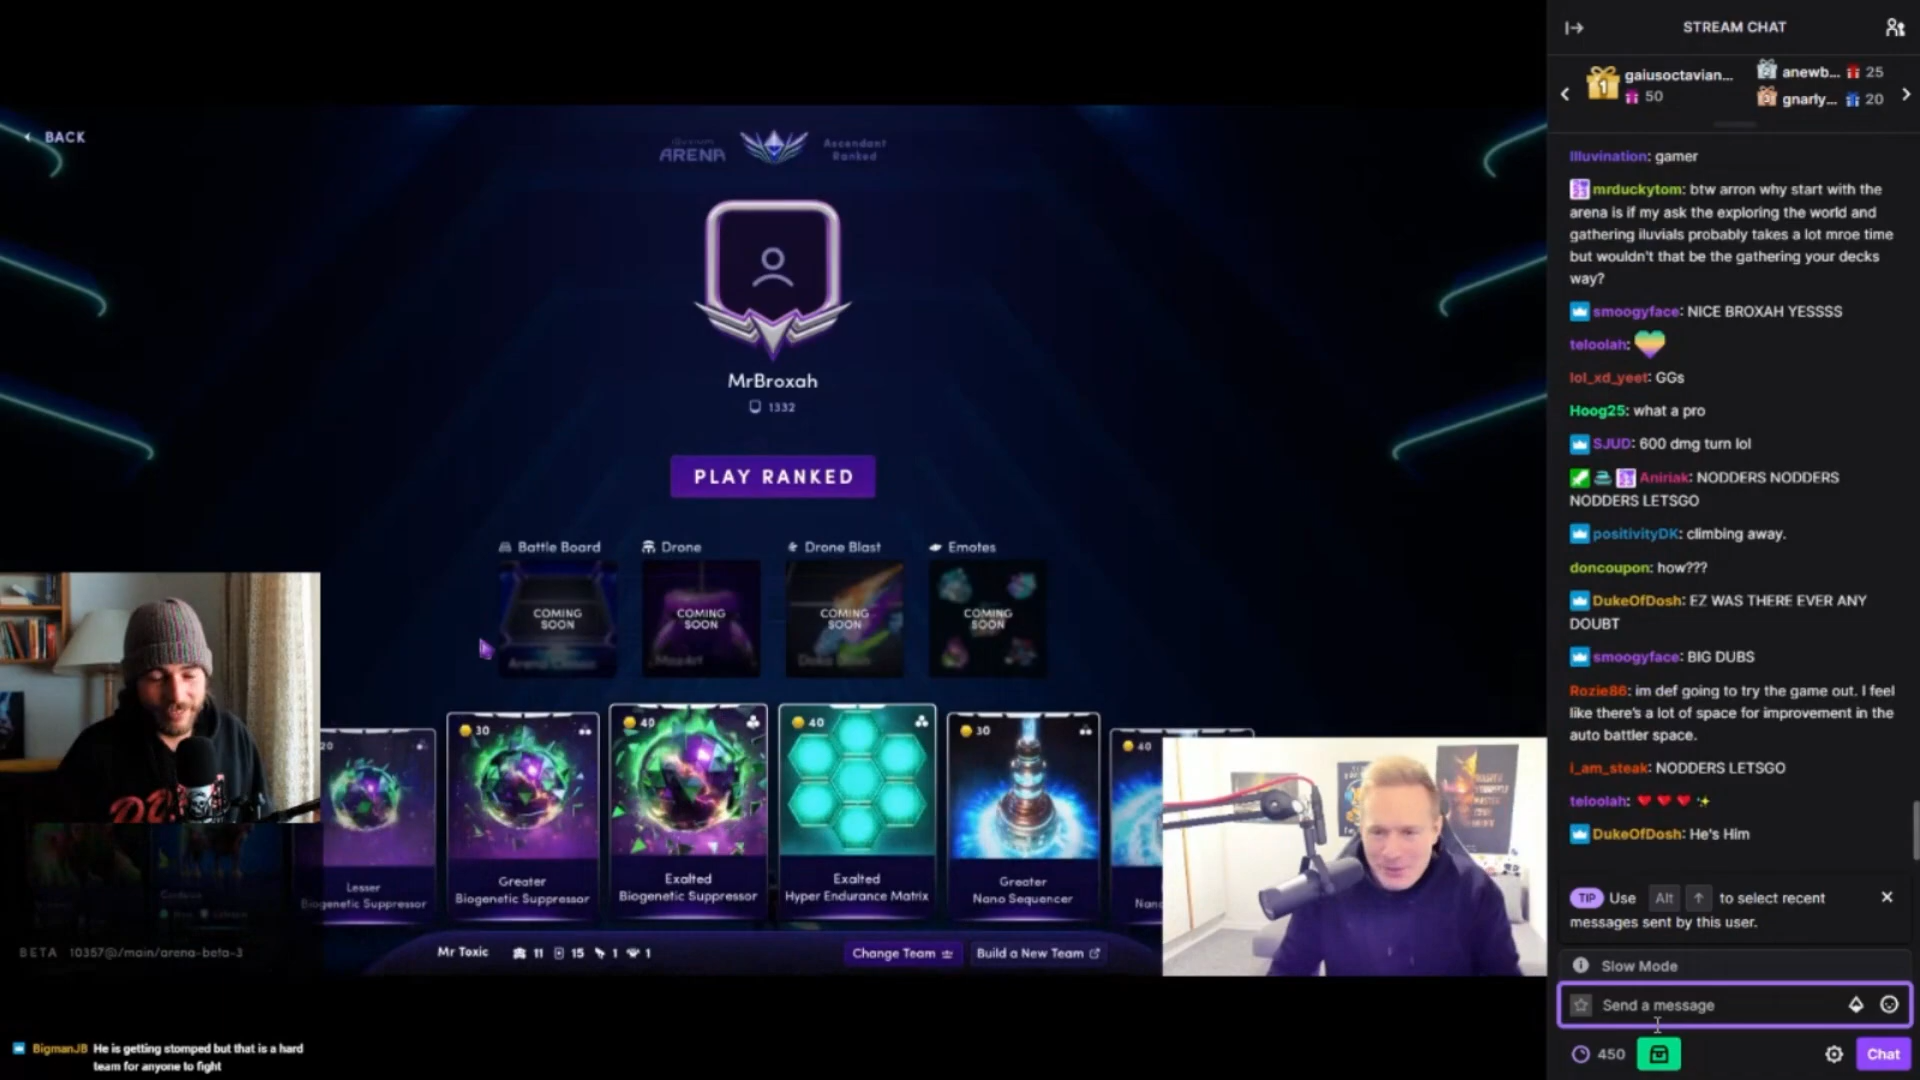 BACK
ARENA
Ascendant
Ranked
MrBroxah
1332
PLAY RANKED
Battle Board
Drone
Drone Blast
Emotes
COMING
SOON
COMING
SOON
COMING
SOON
COMING
SOON
20
Lesser
Biogenetic Suppressor
30
Greater
Biogenetic Suppressor
40
Exalted
Biogenetic Suppressor
40
Exalted
Hyper Endurance Matrix
30
Greater
Nano Sequencer
40
BETA 10357@/main/arena-beta-3
Mr Toxic 11 15 1 1
Change Team
Build a New Team
BigmanJB He is getting stomped but that is a hard
team for anyone to fight
STREAM CHAT
1 gaiusoctavian...
50
anewb... 25
gnarly... 20
Illuvination: gamer
mrduckytom: btw arron why start with the
arena is if my ask the exploring the world and
gathering iluvials probably takes a lot mroe time
but wouldn't that be the gathering your decks
way?
smoogyface: NICE BROXAH YESSSS
teloolah:
lol_xd_yeet: GGs
Hoog25: what a pro
SJUD: 600 dmg turn lol
Aniriak: NODDERS NODDERS
NODDERS LETSGO
positivityDK: climbing away.
doncoupon: how???
DukeOfDosh: EZ WAS THERE EVER ANY
DOUBT
smoogyface: BIG DUBS
Rozie86: im def going to try the game out. I feel
like there's a lot of space for improvement in the
auto battler space.
i_am_steak: NODDERS LETSGO
teloolah:
DukeOfDosh: He's Him
TIP Use Alt ↑ to select recent
messages sent by this user.
Slow Mode
Send a message
450
Chat